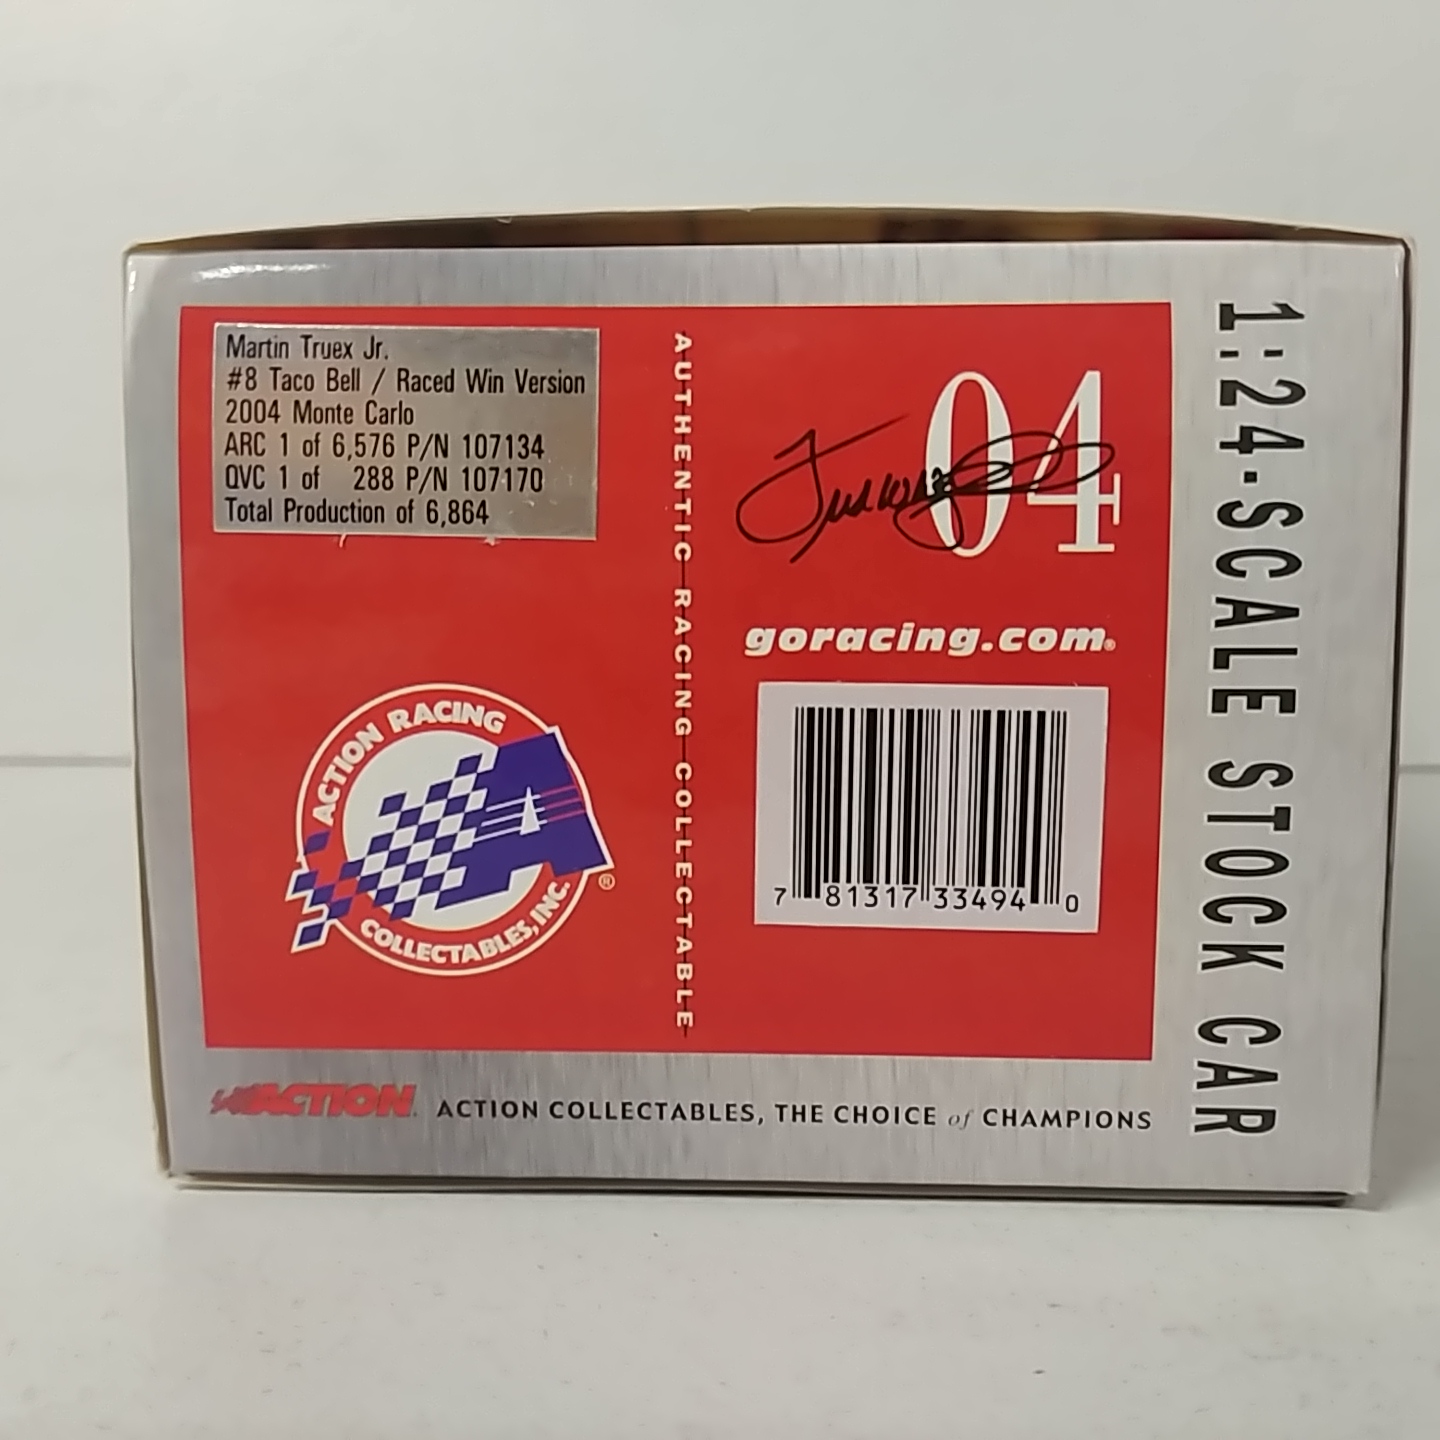 Martin Truex Jr.
#8 Taco Bell / Raced Win Version
2004 Monte Carlo
ARC 1 of 6,576 P/N 107134
QVC 1 of 288 P/N 107170
Total Production of 6,864
AUTHENTIC RACING COLLECTABLE
04
goracing.com®
7 81317 33494 0
ACTION RACING
COLLECTABLES, INC.
®
ACTION
ACTION COLLECTABLES, THE CHOICE of CHAMPIONS
1:24-SCALE STOCK CAR